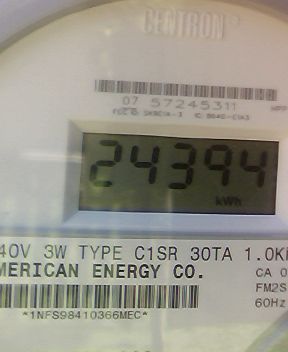 CENTRON
07 57245311
24394
kWh
40V 3W TYPE C1SR 30TA 1.0K
MERICAN ENERGY CO.
CA 0
FM2S
60Hz
*1NFS98410366MEC*